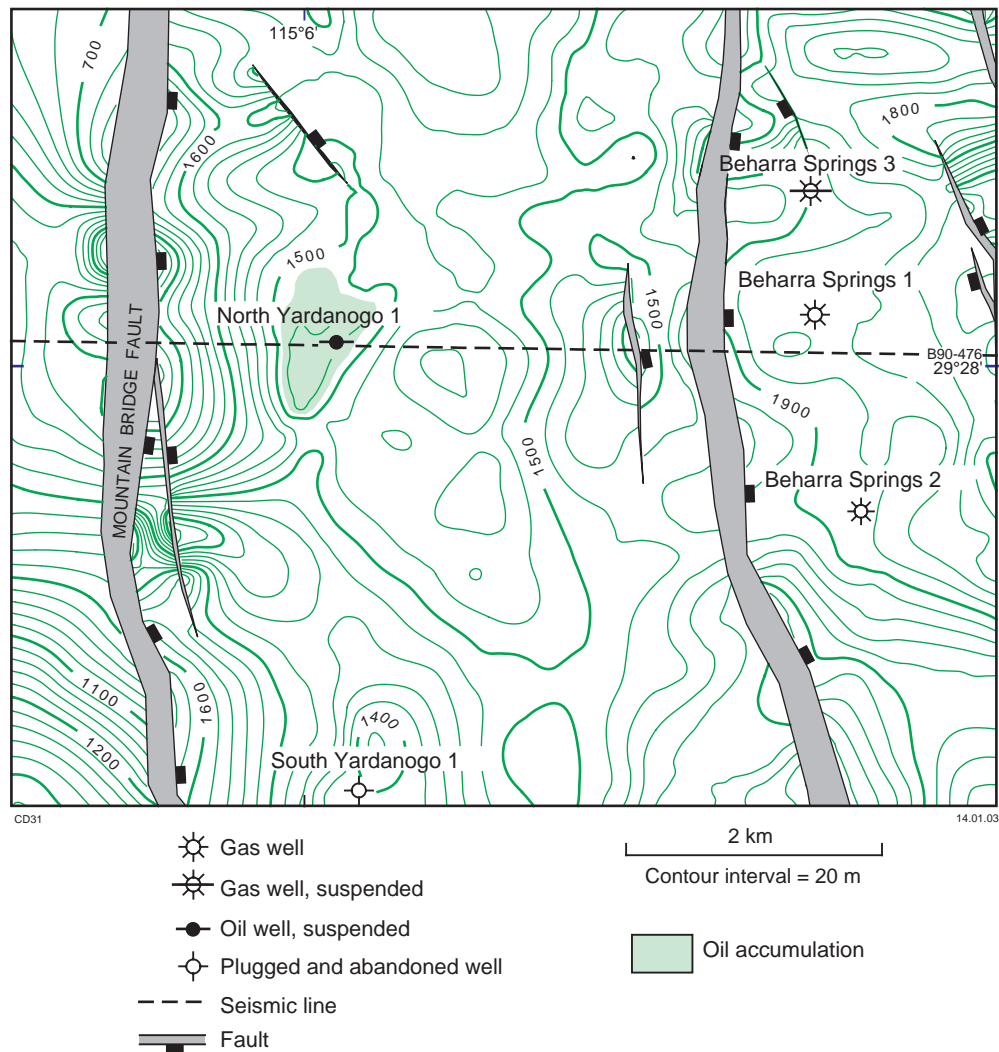 115°6'
700
1600
1800
Beharra Springs 3
1500
Beharra Springs 1
1500
North Yardanogo 1
B90-476
29°28'
MOUNTAIN BRIDGE FAULT
1900
1500
Beharra Springs 2
1100
1600
1200
1400
South Yardanogo 1
CD31
14.01.03
Gas well
Gas well, suspended
Oil well, suspended
Plugged and abandoned well
Seismic line
Fault
2 km
Contour interval = 20 m
Oil accumulation